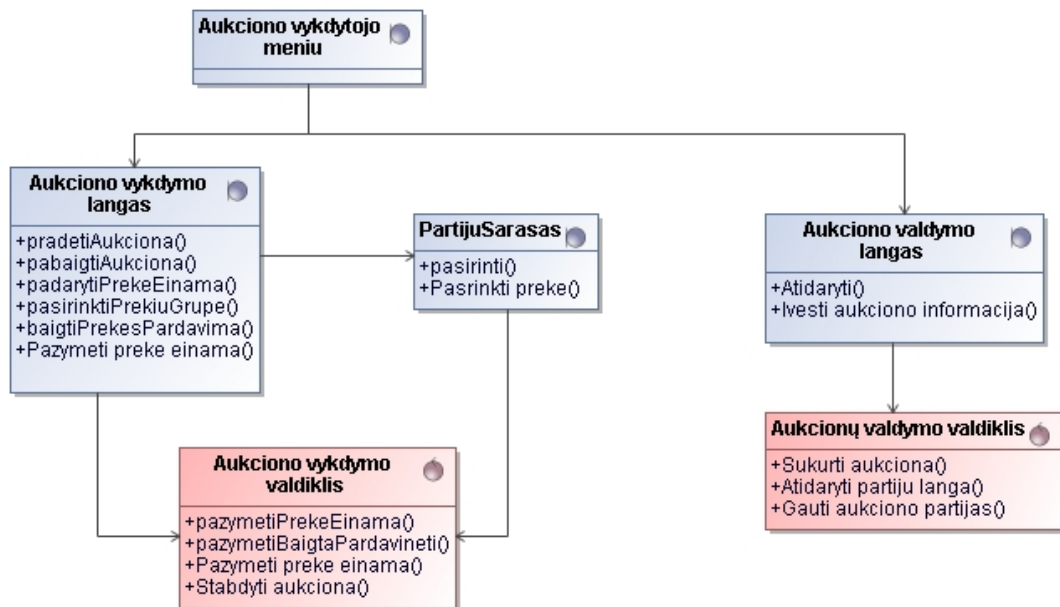 Aukciono vykdytojo
meniu
Aukciono vykdymo
langas
+pradetiAukciona()
+pabaigtiAukciona()
+padarytiPrekeEinama()
+pasirinktiPrekiuGrupe()
+baigtiPrekesPardavima()
+Pazymeti preke einama()
PartijuSarasas
+pasirinti()
+Pasrinkti preke()
Aukciono valdymo
langas
+Atidaryti()
+Ivesti aukciono informacija()
Aukciono vykdymo
valdiklis
+pazymetiPrekeEinama()
+pazymetiBaigtaPardavineti()
+Pazymeti preke einama()
+Stabdyti aukciona()
Aukcionų valdymo valdiklis
+Sukurti aukciona()
+Atidaryti partiju langa()
+Gauti aukciono partijas()